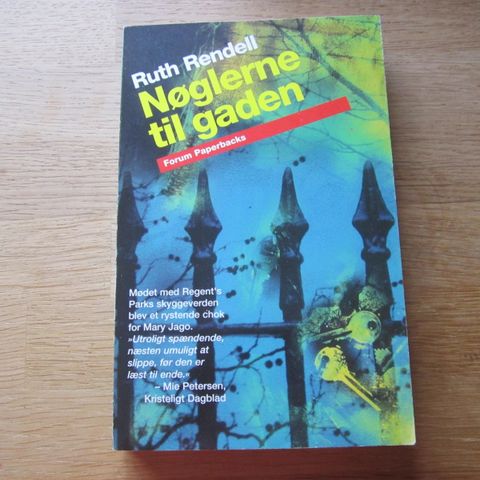 Ruth Rendell
Nøglerne
til gaden
Forum Paperbacks
Mødet med Regent's
Parks skyggeverden
blev et rystende chok
for Mary Jago.
»Utroligt spændende,
næsten umuligt at
slippe, før den er
læst til ende.«
– Mie Petersen,
Kristeligt Dagblad